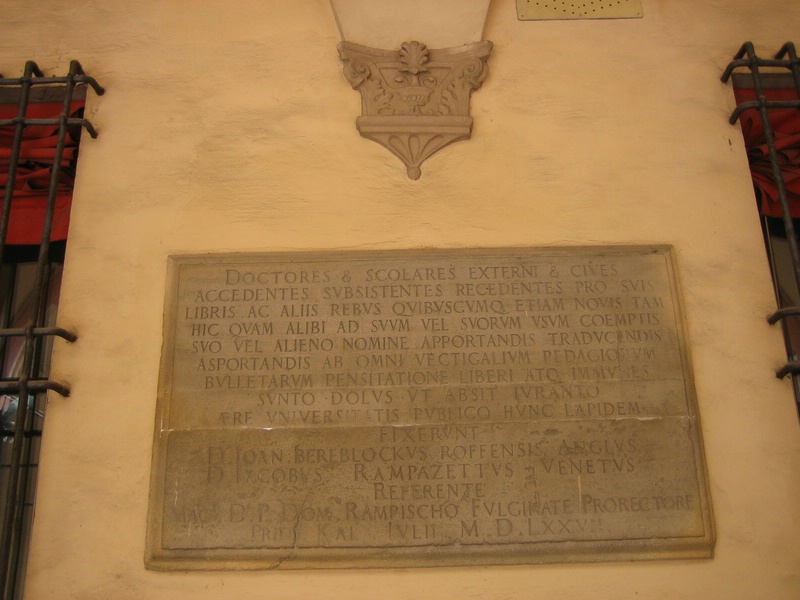 DOCTORES & SCOLARES EXTERNI & CIVES
ACCEDENTES SVBSISTENTES RECEDENTES PRO SVIS
LIBRIS AC ALIIS REBVS QVIBVSCVMQ ETIAM NOVIS TAM
HIC QVAM ALIBI AD SVVM VEL SVORVM VSVM COEMPTIS
SVO VEL ALIENO NOMINE APPORTANDIS TRADVCENDIS
ASPORTANDIS AB OMNI VECTIGALIVM PEDAGIORVM
BVLLETARVM PENSITATIONE LIBERI ATQ IMMVNES
SVNTO · DOLVS · VT ABSIT IVRANTO
ÆRE VNIVERSITATIS PVBLICO HVNC LAPIDEM
FIXERVNT
D. IOAN. BEREBLOCKVS ROFFENSIS ANGLVS
D. IACOBVS RAMPAZETTVS VENETVS
REFERENTE
D. P. DOM. RAMPISCHO FVLGINATE PRORECTORE
PRID KAL IVLII M D LXXVII